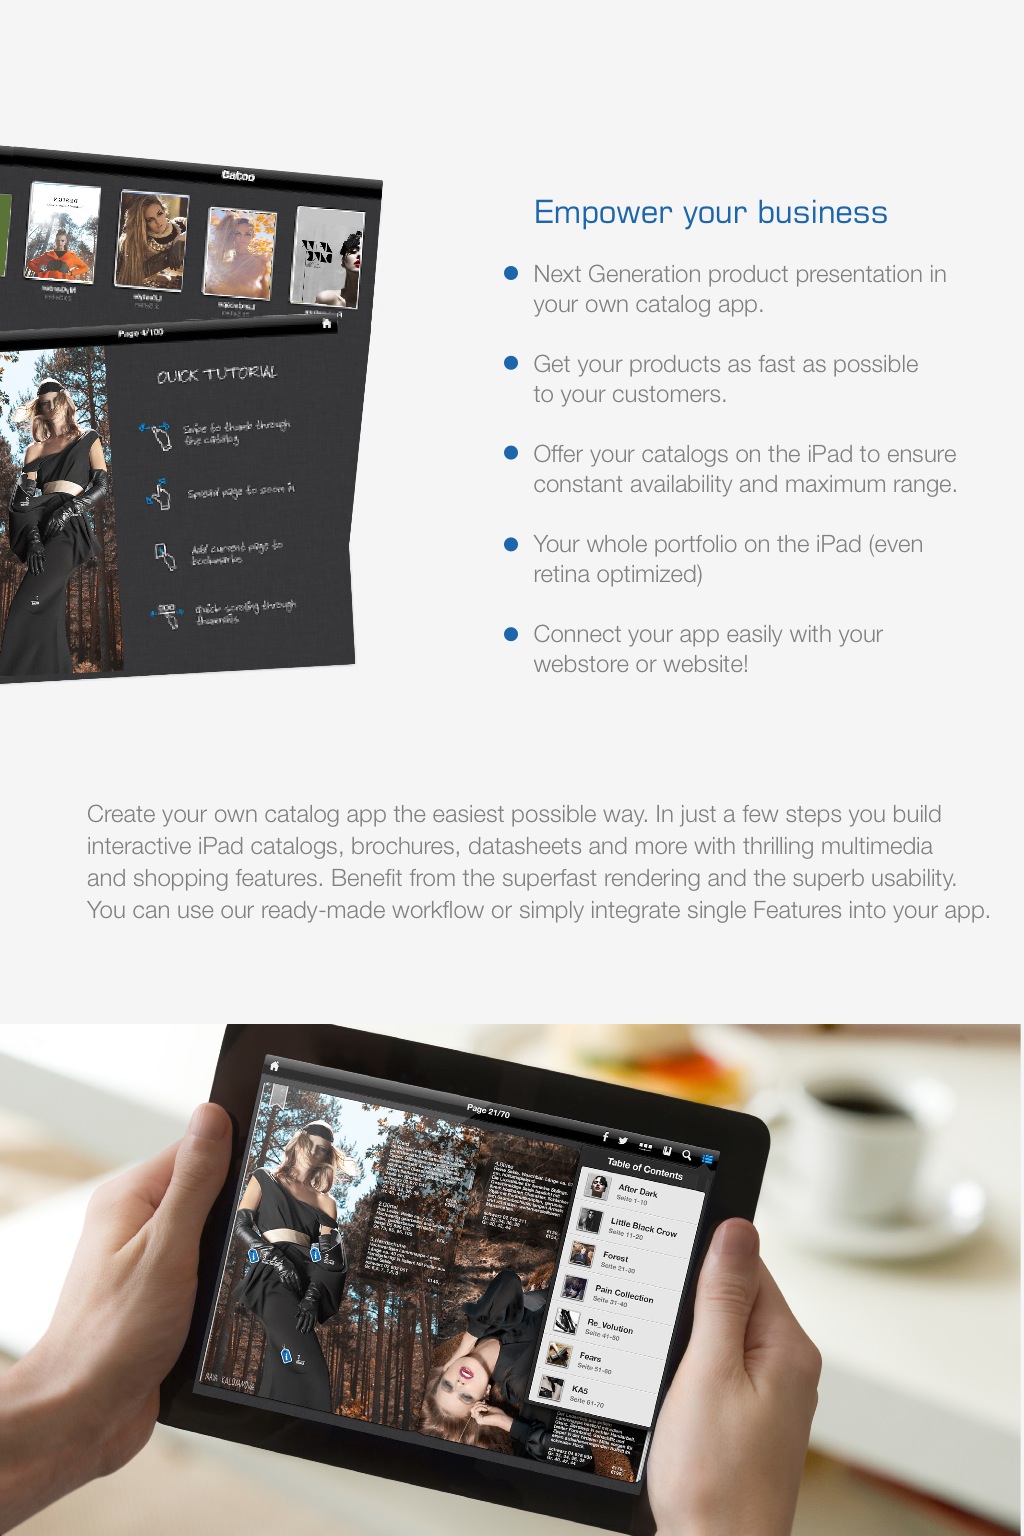 Catoo
DESIGN
Page 4/100
QUICK TUTORIAL
Swipe to thumb through
the catalog
Spread page to zoom in
Add current page to
bookmarks
Quick scrolling through
thumbnails
Empower your business
Next Generation product presentation in
your own catalog app.
Get your products as fast as possible
to your customers.
Offer your catalogs on the iPad to ensure
constant availability and maximum range.
Your whole portfolio on the iPad (even
retina optimized)
Connect your app easily with your
webstore or website!
Create your own catalog app the easiest possible way. In just a few steps you build
interactive iPad catalogs, brochures, datasheets and more with thrilling multimedia
and shopping features. Benefit from the superfast rendering and the superb usability.
You can use our ready-made workflow or simply integrate single Features into your app.
Page 21/70
Table of Contents
After Dark
Seite 1-10
Little Black Crow
Seite 11-20
Forest
Seite 21-30
Pain Collection
Seite 31-40
Re_Volution
Seite 41-50
Fears
Seite 51-60
KA5
Seite 61-70